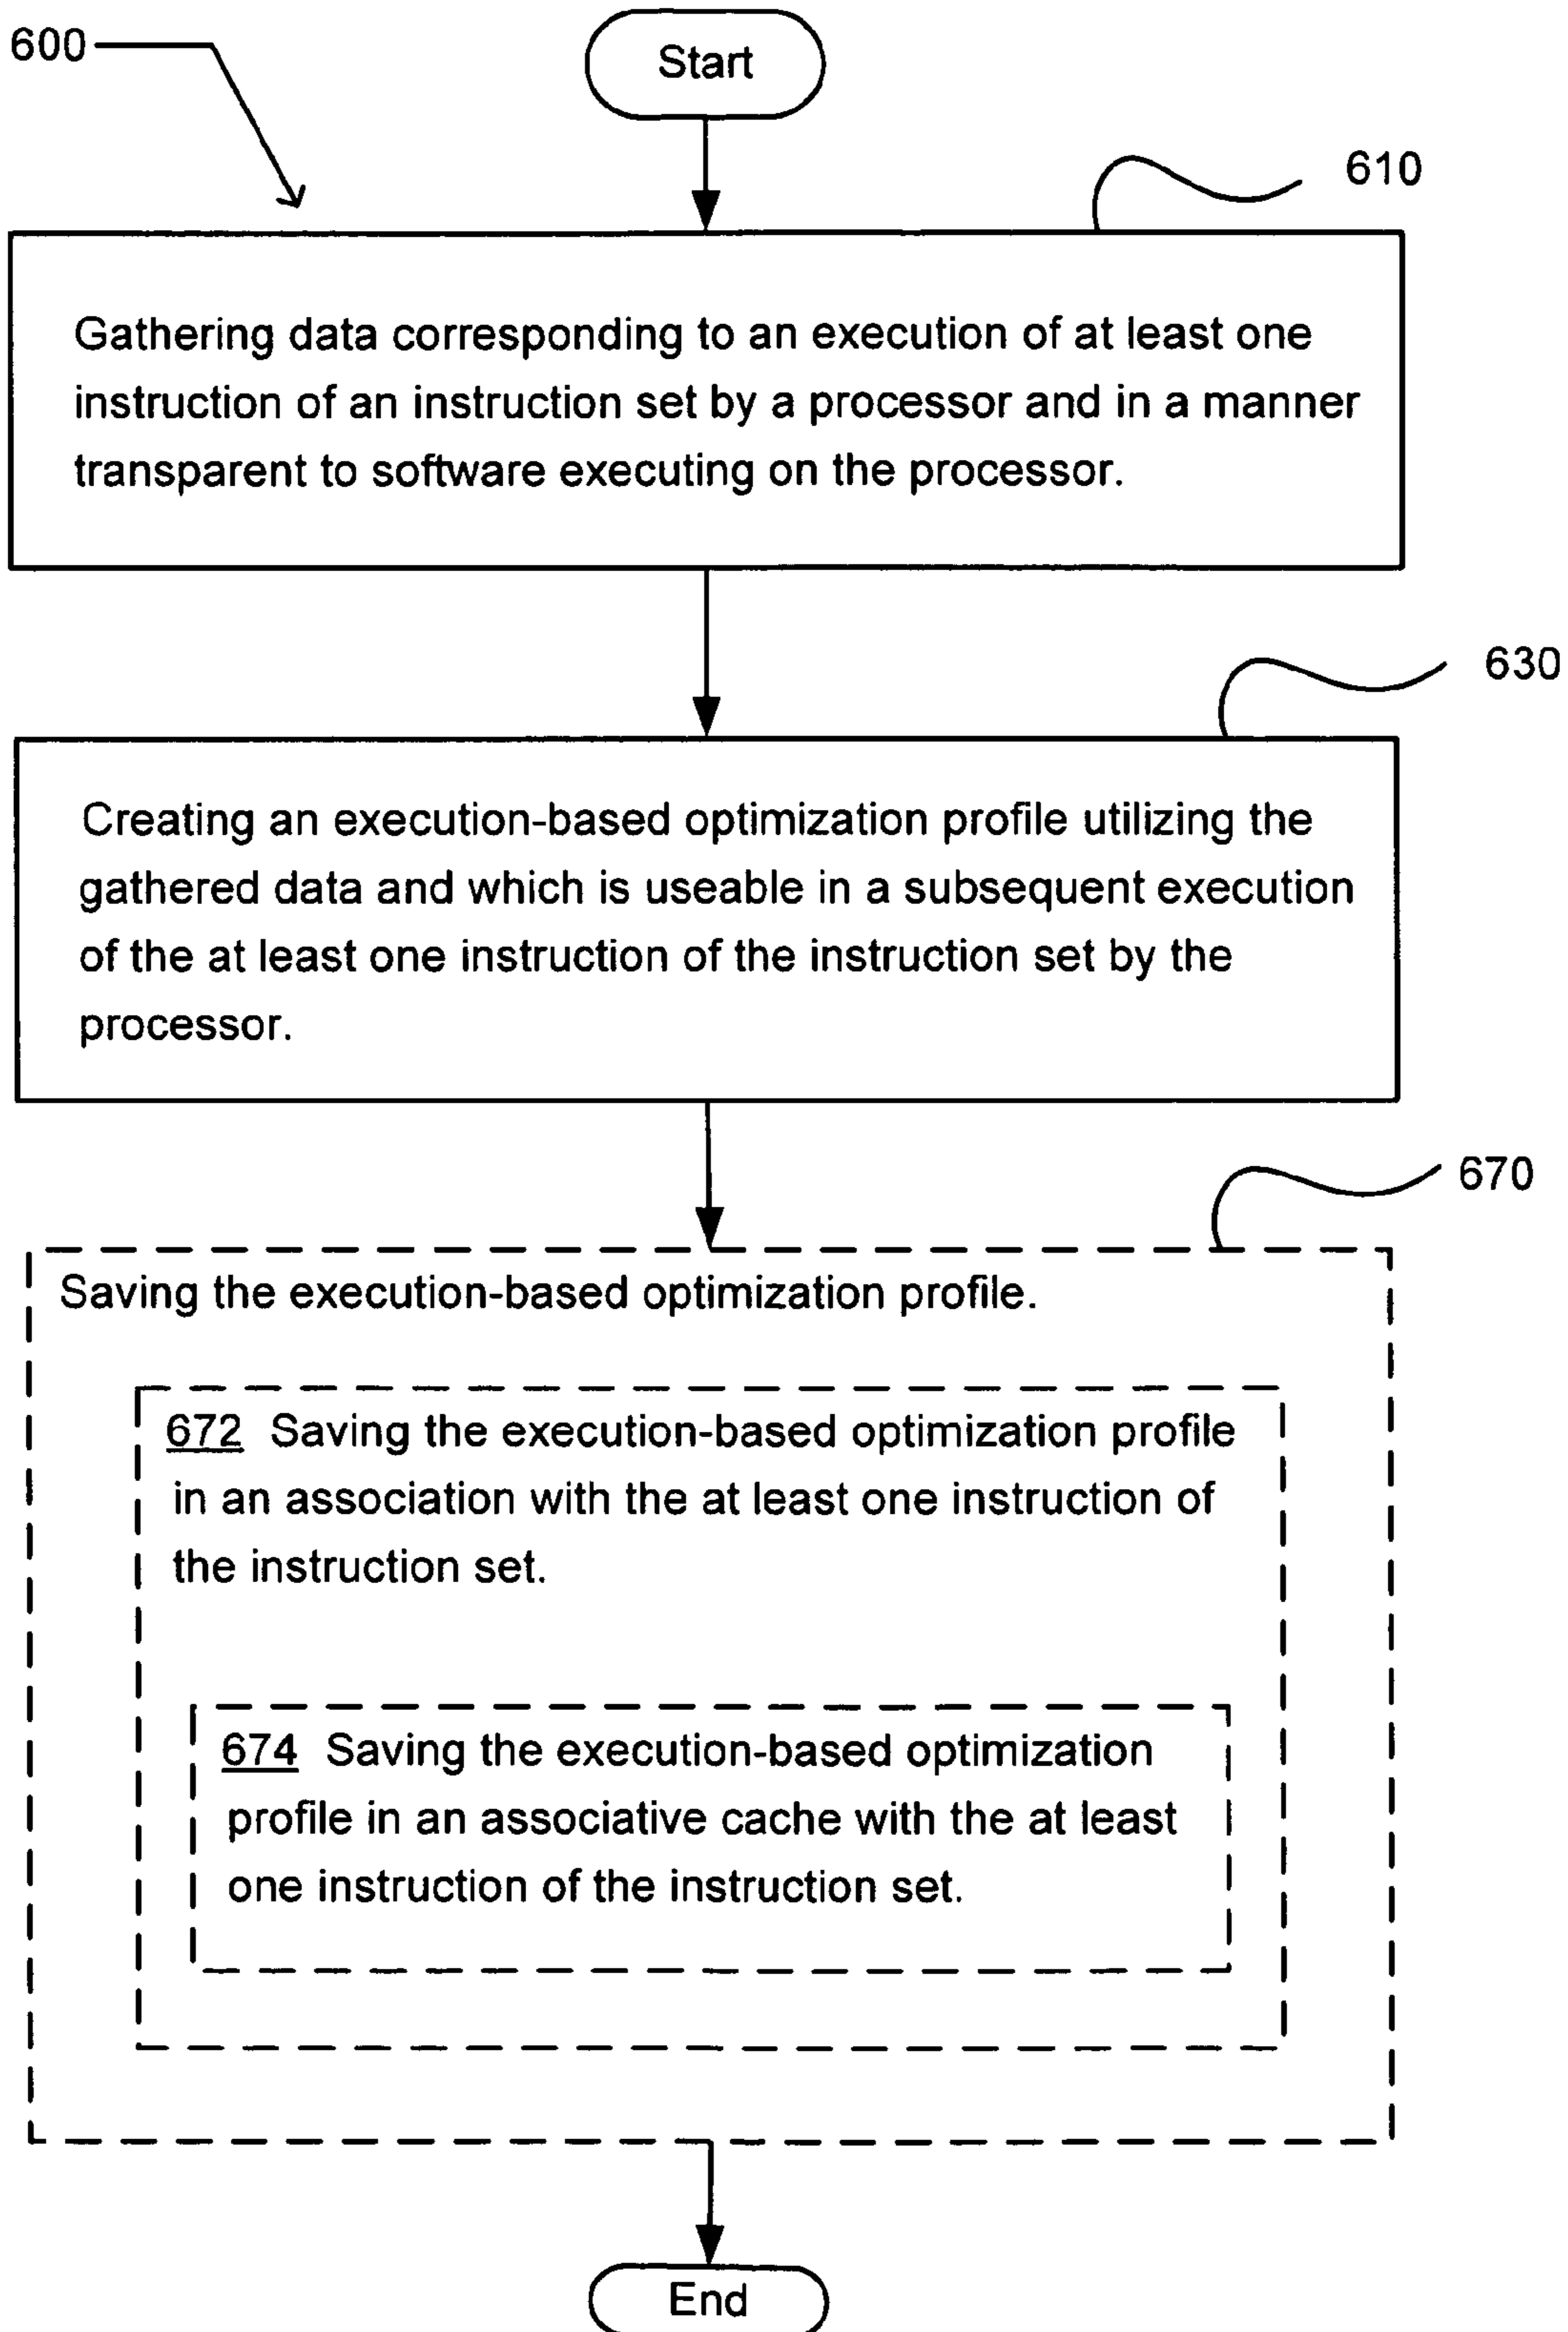 600
Start
610
Gathering data corresponding to an execution of at least one
instruction of an instruction set by a processor and in a manner
transparent to software executing on the processor.
630
Creating an execution-based optimization profile utilizing the
gathered data and which is useable in a subsequent execution
of the at least one instruction of the instruction set by the
processor.
670
Saving the execution-based optimization profile.
672 Saving the execution-based optimization profile
in an association with the at least one instruction of
the instruction set.
674 Saving the execution-based optimization
profile in an associative cache with the at least
one instruction of the instruction set.
End